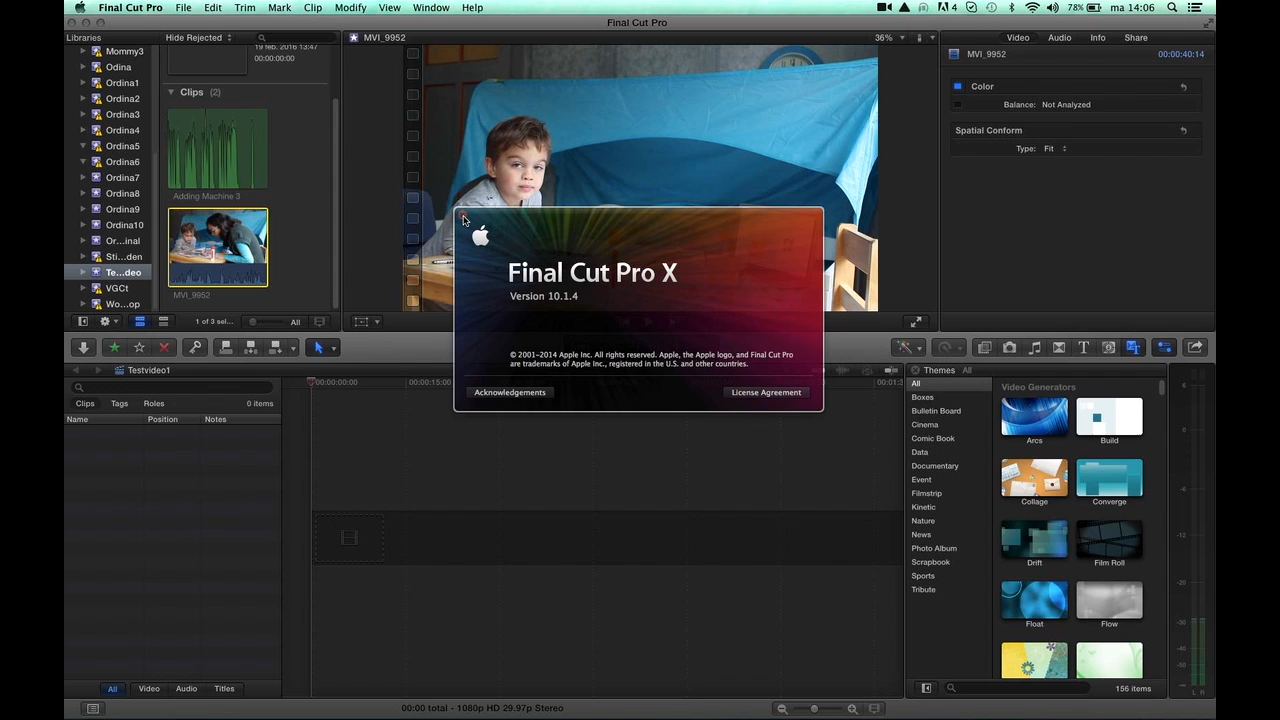 Final Cut Pro File Edit Trim Mark Clip Modify View Window Help 4 78% ma 14:06
Final Cut Pro
Libraries Hide Rejected MVI_9952 36% Video Audio Info Share
Mommy3
Odina
Ordina1
Ordina2
Ordina3
Ordina4
Ordina5
Ordina6
Ordina7
Ordina8
Ordina9
Ordina10
Or...inal
Sti...den
Te...deo
VGCt
Wo...op
19 feb. 2016 13:47
00:00:00:00
Clips (2)
Adding Machine 3
MVI_9952
1 of 3 sel... All
MVI_9952 00:00:40:14
Color
Balance: Not Analyzed
Spatial Conform
Type: Fit
Final Cut Pro X
Version 10.1.4
© 2001–2014 Apple Inc. All rights reserved. Apple, the Apple logo, and Final Cut Pro
are trademarks of Apple Inc., registered in the U.S. and other countries.
Acknowledgements License Agreement
Testvideo1
Clips Tags Roles 0 items
Name Position Notes
00:00:00:00 00:00:15:00
All Video Audio Titles
Themes All
All
Boxes
Bulletin Board
Cinema
Comic Book
Data
Documentary
Event
Filmstrip
Kinetic
Nature
News
Photo Album
Scrapbook
Sports
Tribute
Video Generators
Arcs Build
Collage Converge
Drift Film Roll
Float Flow
156 items
6
0
-6
-12
-20
-30
-40
-50
L R
00:00 total - 1080p HD 29.97p Stereo